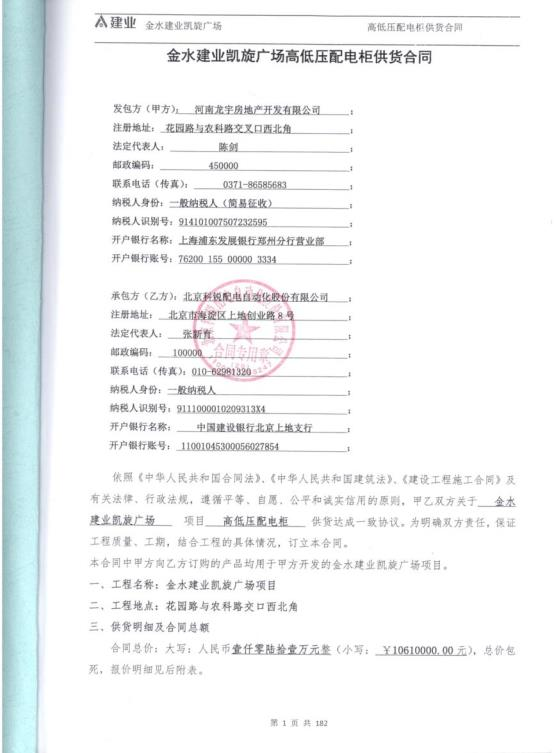 建业 金水建业凯旋广场 高低压配电柜供货合同
金水建业凯旋广场高低压配电柜供货合同
发包方（甲方）： 河南龙宇房地产开发有限公司 ；
注册地址： 花园路与农科路交叉口西北角 ；
法定代表人： 陈剑 ；
邮政编码： 450000 ；
联系电话（传真）： 0371-86585683 ；
纳税人身份：一般纳税人（简易征收） ；
纳税人识别号：914101007507232595 ；
开户银行名称：上海浦东发展银行郑州分行营业部 ；
开户银行账号：76200 155 00000 3334 ；
承包方（乙方）：北京科锐配电自动化股份有限公司 ；
注册地址： 北京市海淀区上地创业路8号 ；
法定代表人： 张新育 ；
邮政编码： 100000 ；
联系电话（传真）：010-62981320 ；
纳税人身份：一般纳税人 ；
纳税人识别号：9111000010209313X4 ；
开户银行名称： 中国建设银行北京上地支行 ；
开户银行账号：11001045300056027854 ；
合同专用章
依照《中华人民共和国合同法》、《中华人民共和国建筑法》、《建设工程施工合同》及
有关法律、行政法规，遵循平等、自愿、公平和诚实信用的原则，甲乙双方关于 金水
建业凯旋广场 项目 高低压配电柜 供货达成一致协议。为明确双方责任，保证
工程质量、工期，结合工程的具体情况，订立本合同。
本合同中甲方向乙方订购的产品均用于甲方开发的金水建业凯旋广场项目。
一、工程名称：金水建业凯旋广场项目
二、工程地点：花园路与农科路交口西北角
三、供货明细及合同总额
合同总价：大写：人民币壹仟零陆拾壹万元整（小写： ￥10610000.00 元），总价包
死，报价明细见后附表。
第 1 页 共 182